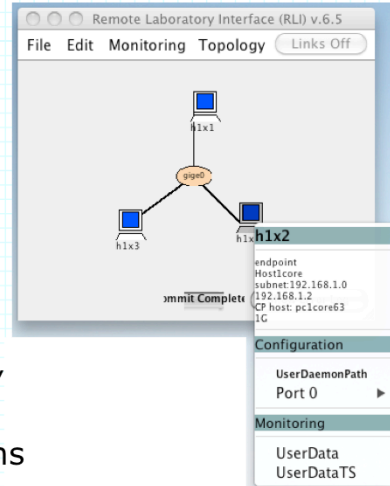 Remote Laboratory Interface (RLI) v.6.5
File Edit Monitoring Topology Links Off
h1x1
gige0
h1x3
h1x2
endpoint
Host1core
subnet:192.168.1.0
192.168.1.2
CP host: pc1core63
1G
Complete
Configuration
UserDaemonPath
Port 0
Monitoring
UserData
UserDataTS